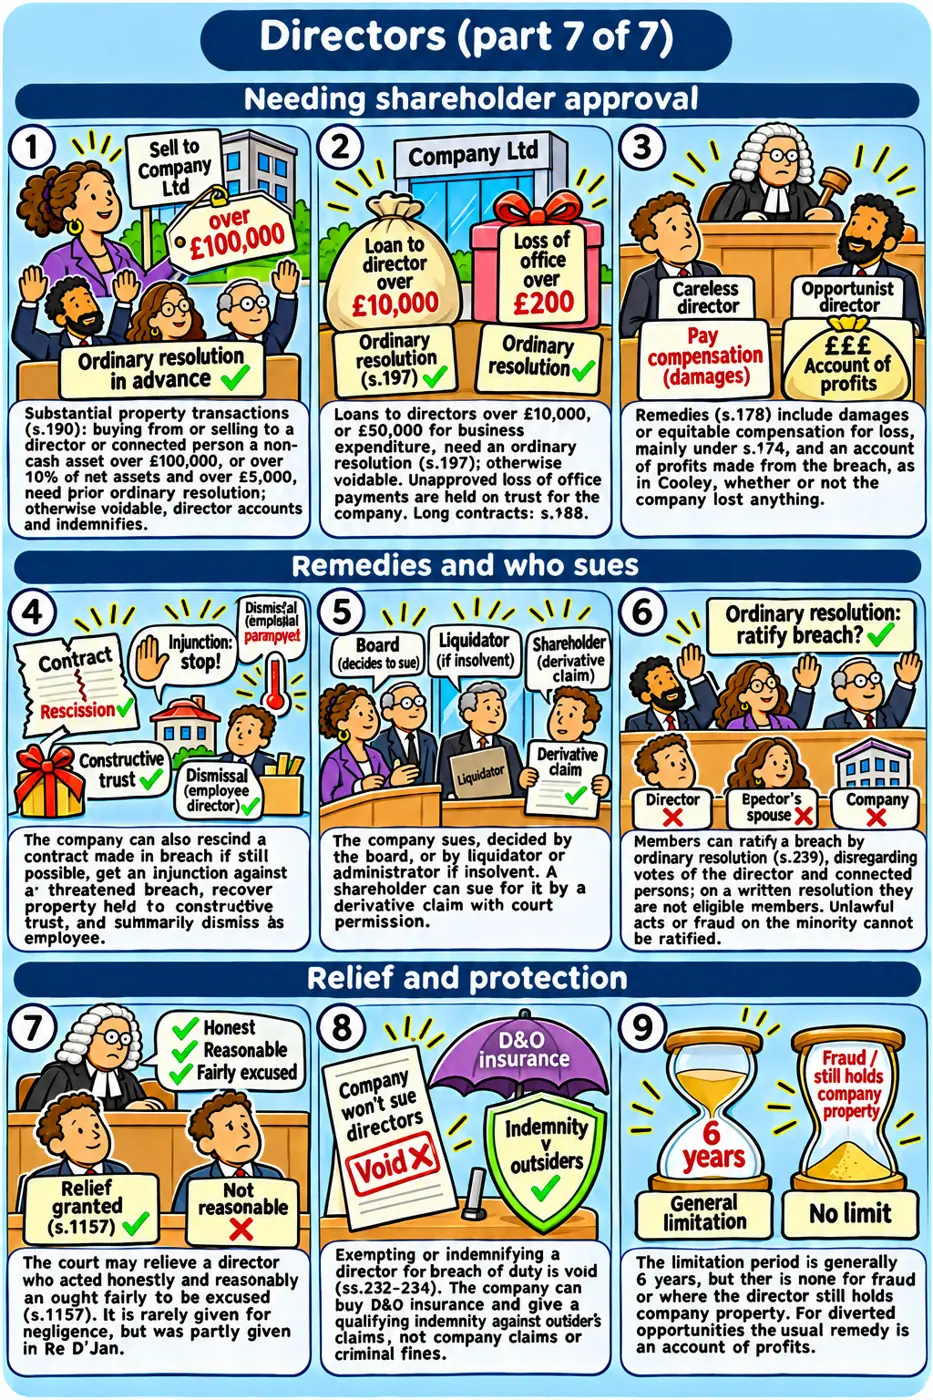 Directors (part 7 of 7)
Needing shareholder approval
1
Sell to
Company
Ltd
over
£100,000
Ordinary resolution
in advance
Substantial property transactions
(s.190): buying from or selling to a
director or connected person a non-
cash asset over £100,000, or over
10% of net assets and over £5,000,
need prior ordinary resolution;
otherwise voidable, director accounts
and indemnifies.
2
Company Ltd
Loan to
director
over
£10,000
Loss of
office
over
£200
Ordinary
resolution
(s.197)
Ordinary
resolution
Loans to directors over £10,000,
or £50,000 for business
expenditure, need an ordinary
resolution (s.197); otherwise
voidable. Unapproved loss of office
payments are held on trust for the
company. Long contracts: s.188.
3
Careless
director
Opportunist
director
Pay
compensation
(damages)
£££
Account of
profits
Remedies (s.178) include damages
or equitable compensation for loss,
mainly under s.174, and an account
of profits made from the breach, as
in Cooley, whether or not the
company lost anything.
Remedies and who sues
4
Contract
Rescission
Injunction:
stop!
Constructive
trust
Dismissal
(employee
director)
The company can also rescind a
contract made in breach if still
possible, get an injunction against
a threatened breach, recover
property held to constructive
trust, and summarily dismiss as
employee.
5
Board
(decides to sue)
Liquidator
(if insolvent)
Shareholder
(derivative
claim)
Liquidator
Derivative
claim
The company sues, decided by
the board, or by liquidator or
administrator if insolvent. A
shareholder can sue for it by a
derivative claim with court
permission.
6
Ordinary resolution:
ratify breach?
Director
spouse
Company
Members can ratify a breach by
ordinary resolution (s.239), disregarding
votes of the director and connected
persons; on a written resolution they
are not eligible members. Unlawful
acts or fraud on the minority cannot
be ratified.
Relief and protection
7
Honest
Reasonable
Fairly excused
Relief
granted
(s.1157)
Not
reasonable
The court may relieve a director
who acted honestly and reasonably
an ought fairly to be excused
(s.1157). It is rarely given for
negligence, but was partly given
in Re D'Jan.
8
Company
won't sue
directors
Void
D&O
insurance
Indemnity
v
outsiders
Exempting or indemnifying a
director for breach of duty is void
(ss.232-234). The company can
buy D&O insurance and give a
qualifying indemnity against outsider's
claims, not company claims or
criminal fines.
9
6
years
Fraud /
still holds
company
property
General
limitation
No limit
The limitation period is generally
6 years, but ther is none for fraud
or where the director still holds
company property. For diverted
opportunities the usual remedy is
an account of profits.